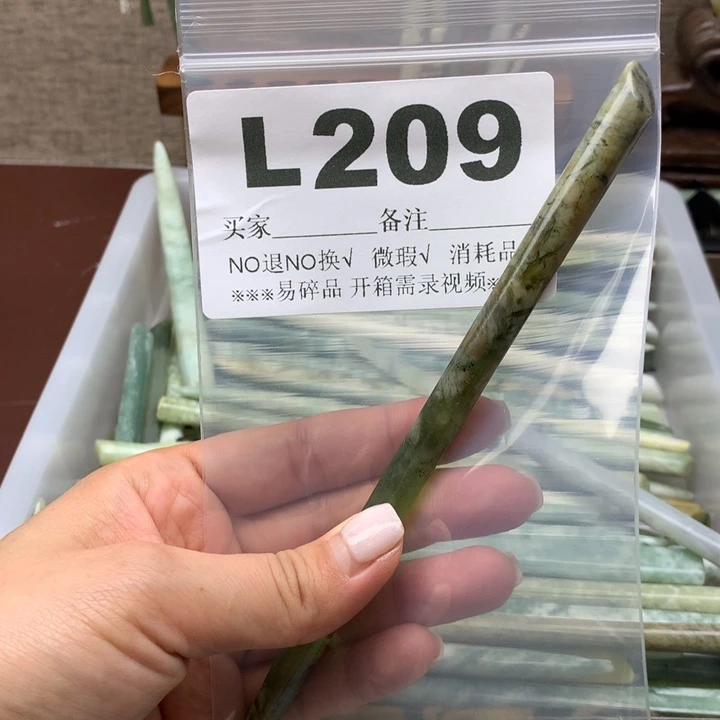 L209
买家________备注________
NO退NO换√ 微瑕√ 消耗品
※※※易碎品 开箱需录视频※